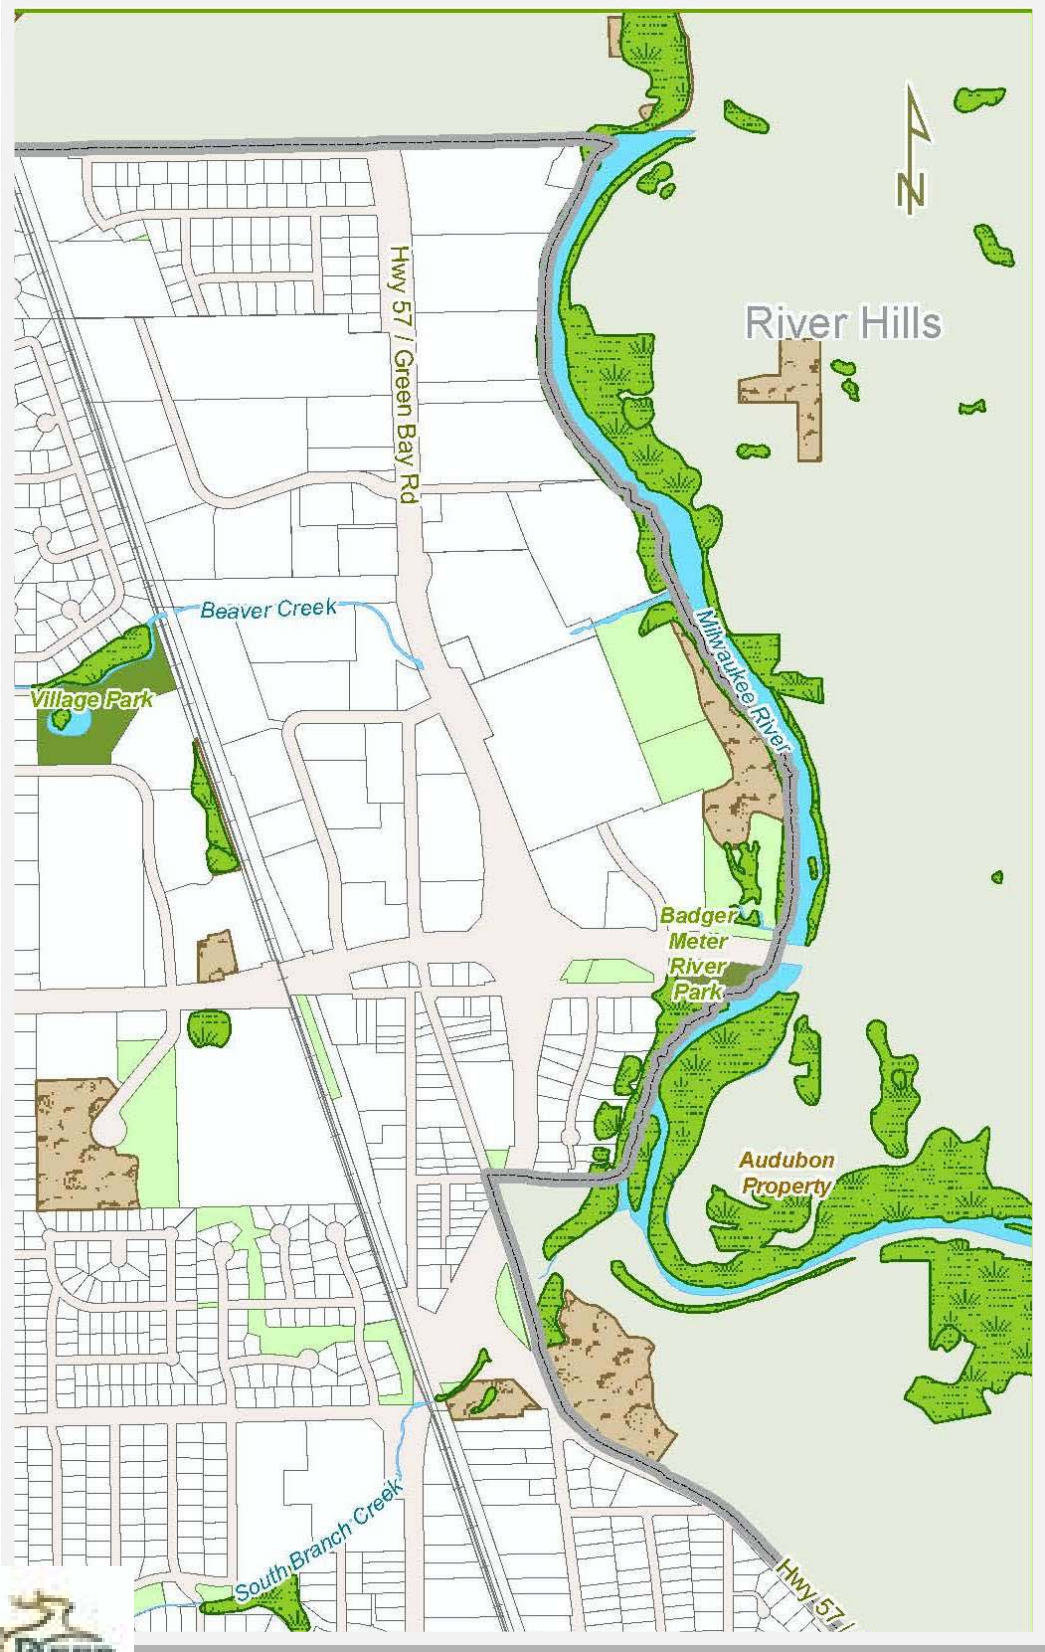 N
River Hills
Hwy 57 / Green Bay Rd
Beaver Creek
Milwaukee River
Village Park
Badger
Meter
River
Park
Audubon
Property
South Branch Creek
Hwy 57 /